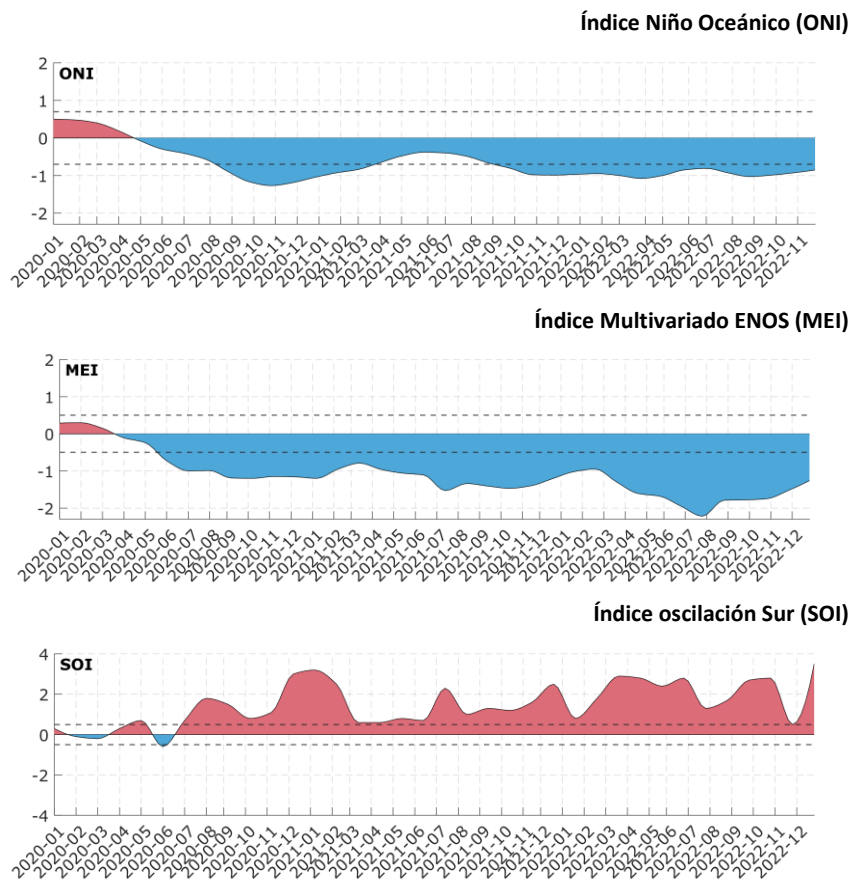 Índice Niño Oceánico (ONI)
ONI
2
1
0
-1
-2
2020-01 2020-02 2020-03 2020-04 2020-05 2020-06 2020-07 2020-08 2020-09 2020-10 2020-12 2021-01 2021-02 2021-03 2021-04 2021-05 2021-06 2021-07 2021-08 2021-10 2021-11 2021-12 2022-01 2022-02 2022-03 2022-04 2022-05 2022-06 2022-07 2022-08 2022-09 2022-10 2022-11
Índice Multivariado ENOS (MEI)
MEI
2
1
0
-1
-2
2020-01 2020-02 2020-03 2020-04 2020-05 2020-06 2020-07 2020-08 2020-09 2020-10 2020-11 2020-12 2021-01 2021-02 2021-03 2021-04 2021-05 2021-06 2021-07 2021-08 2021-09 2021-10 2021-11 2021-12 2022-01 2022-02 2022-03 2022-04 2022-05 2022-06 2022-07 2022-08 2022-10 2022-11 2022-12
Índice oscilación Sur (SOI)
SOI
4
2
0
-2
-4
2020-01 2020-02 2020-03 2020-04 2020-05 2020-06 2020-07 2020-08 2020-09 2020-10 2020-11 2020-12 2021-01 2021-02 2021-03 2021-04 2021-05 2021-06 2021-07 2021-08 2021-09 2021-10 2021-11 2021-12 2022-01 2022-02 2022-03 2022-04 2022-05 2022-06 2022-07 2022-08 2022-10 2022-11 2022-12